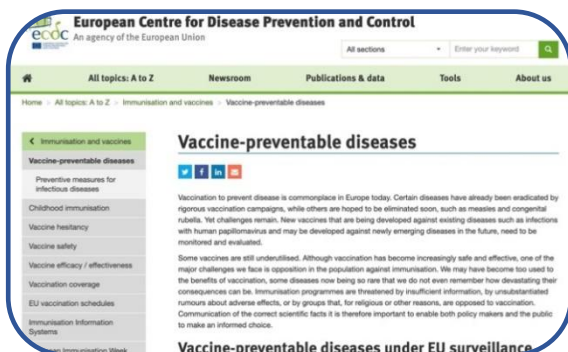 European Centre for Disease Prevention and Control
ecdc
An agency of the European Union
All sections
Enter your keyword
All topics: A to Z
Newsroom
Publications & data
Tools
About us
Home > All topics: A to Z > Immunisation and vaccines > Vaccine-preventable diseases
Immunisation and vaccines
Vaccine-preventable diseases
Preventive measures for
infectious diseases
Childhood immunisation
Vaccine hesitancy
Vaccine safety
Vaccine efficacy / effectiveness
Vaccination coverage
EU vaccination schedules
Immunisation Information
Systems
Immunisation Week
Vaccine-preventable diseases
Vaccination to prevent disease is commonplace in Europe today. Certain diseases have already been eradicated by
rigorous vaccination campaigns, while others are hoped to be eliminated soon, such as measles and congenital
rubella. Yet challenges remain. New vaccines that are being developed against existing diseases such as infections
with human papillomavirus and may be developed against newly emerging diseases in the future, need to be
monitored and evaluated.
Some vaccines are still underutilised. Although vaccination has become increasingly safe and effective, one of the
major challenges we face is opposition in the population against immunisation. We may have become too used to
the benefits of vaccination, some diseases now being so rare that we do not even remember how devastating their
consequences can be. Immunisation programmes are threatened by insufficient information, by unsubstantiated
rumours about adverse effects, or by groups that, for religious or other reasons, are opposed to vaccination.
Communication of the correct scientific facts it is therefore important to enable both policy makers and the public
to make an informed choice.
Vaccine-preventable diseases under EU surveillance